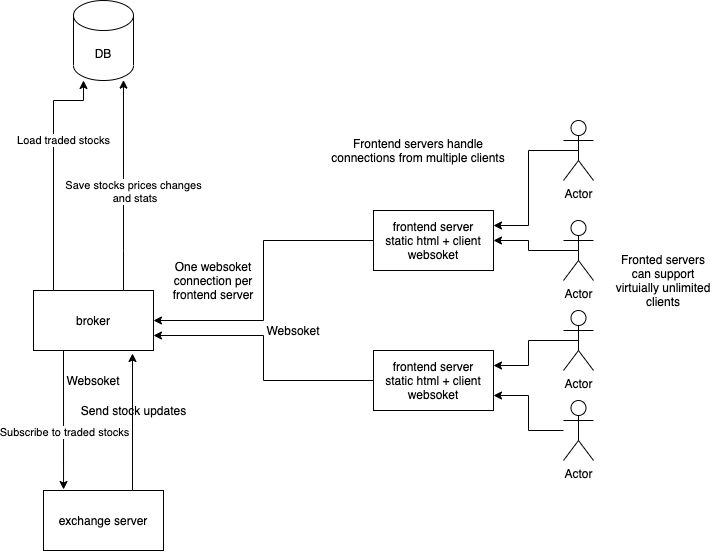 DB
Load traded stocks
Save stocks prices changes
and stats
Frontend servers handle
connections from multiple clients
Actor
frontend server
static html + client
websoket
Actor
Fronted servers
can support
virtuially unlimited
clients
One websoket
connection per
frontend server
broker
Websoket
frontend server
static html + client
websoket
Actor
Actor
Websoket
Send stock updates
Subscribe to traded stocks
exchange server